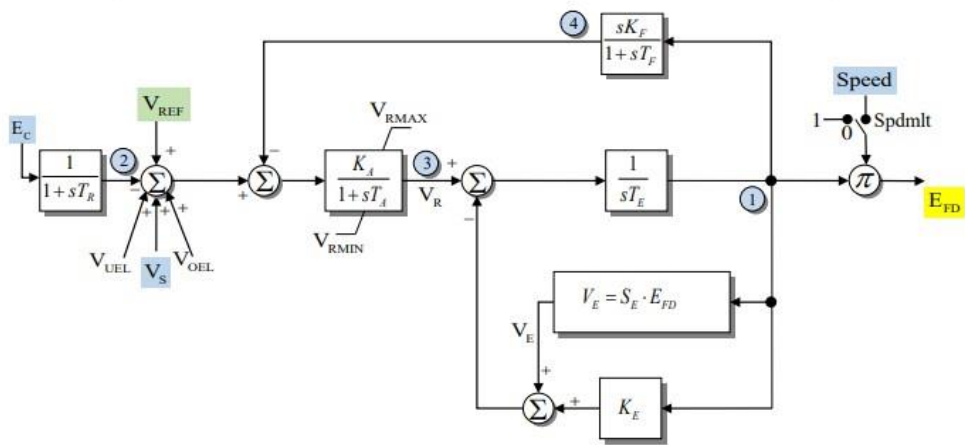 4
sK_F
1+sT_F
Speed
V_REF
V_RMAX
1
0
Spdmlt
E_C
1
1+sT_R
2
+
−
Σ
+
+
+
V_UEL
V_S
V_OEL
−
+
Σ
K_A
1+sT_A
V_RMIN
3
V_R
+
−
Σ
1
sT_E
1
π
E_FD
V_E = S_E · E_FD
V_E
+
Σ
+
K_E